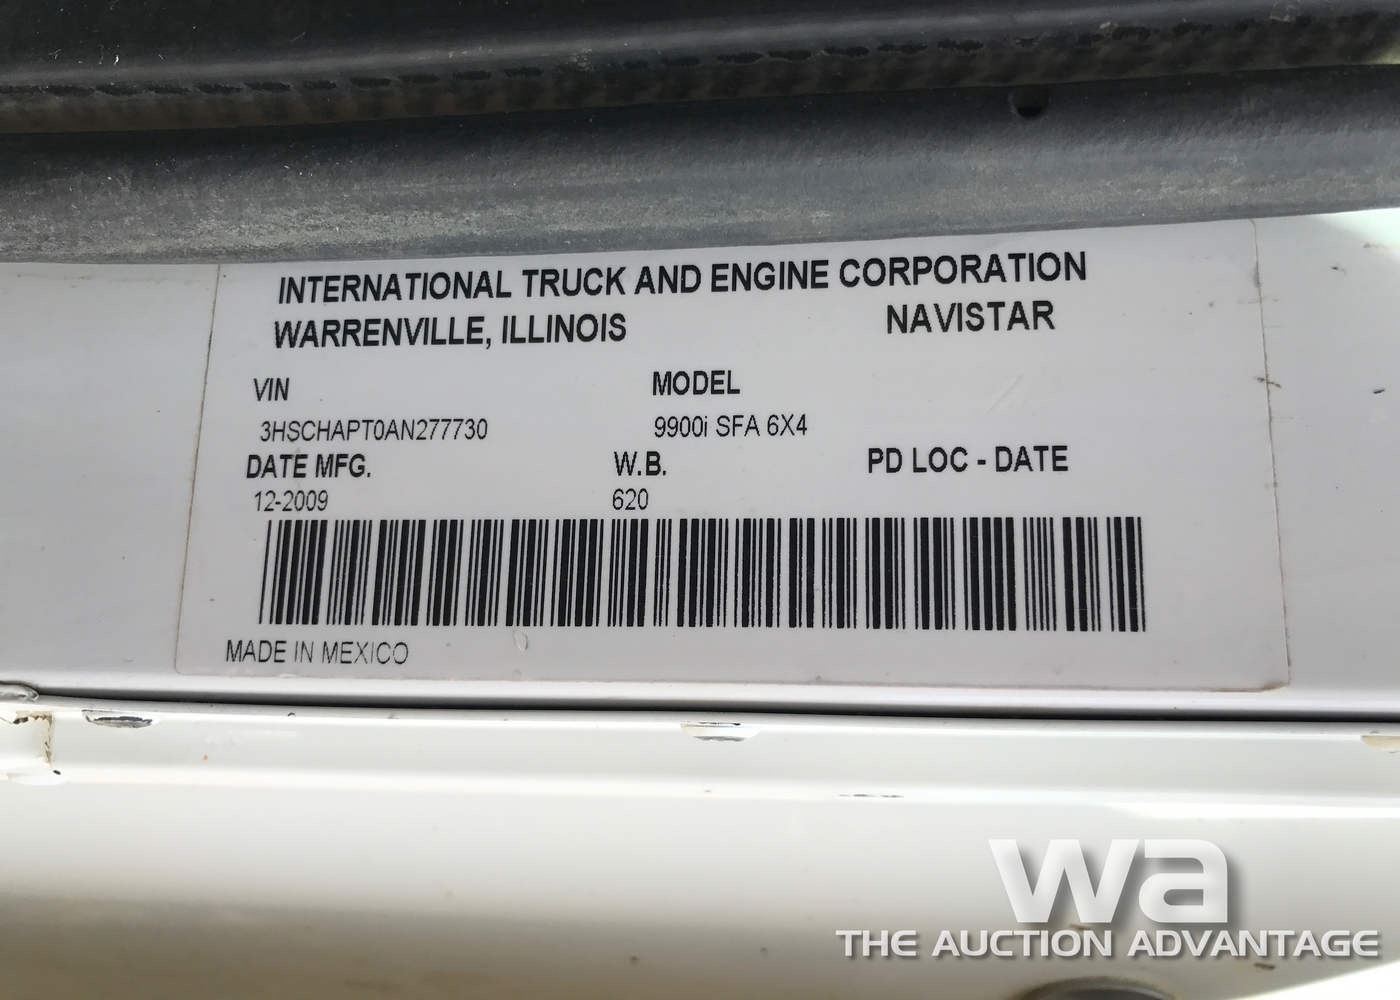 INTERNATIONAL TRUCK AND ENGINE CORPORATION
WARRENVILLE, ILLINOIS NAVISTAR
VIN MODEL
3HSCHAPT0AN277730 9900i SFA 6X4
DATE MFG. W.B. PD LOC - DATE
12-2009 620
MADE IN MEXICO
wa
THE AUCTION ADVANTAGE